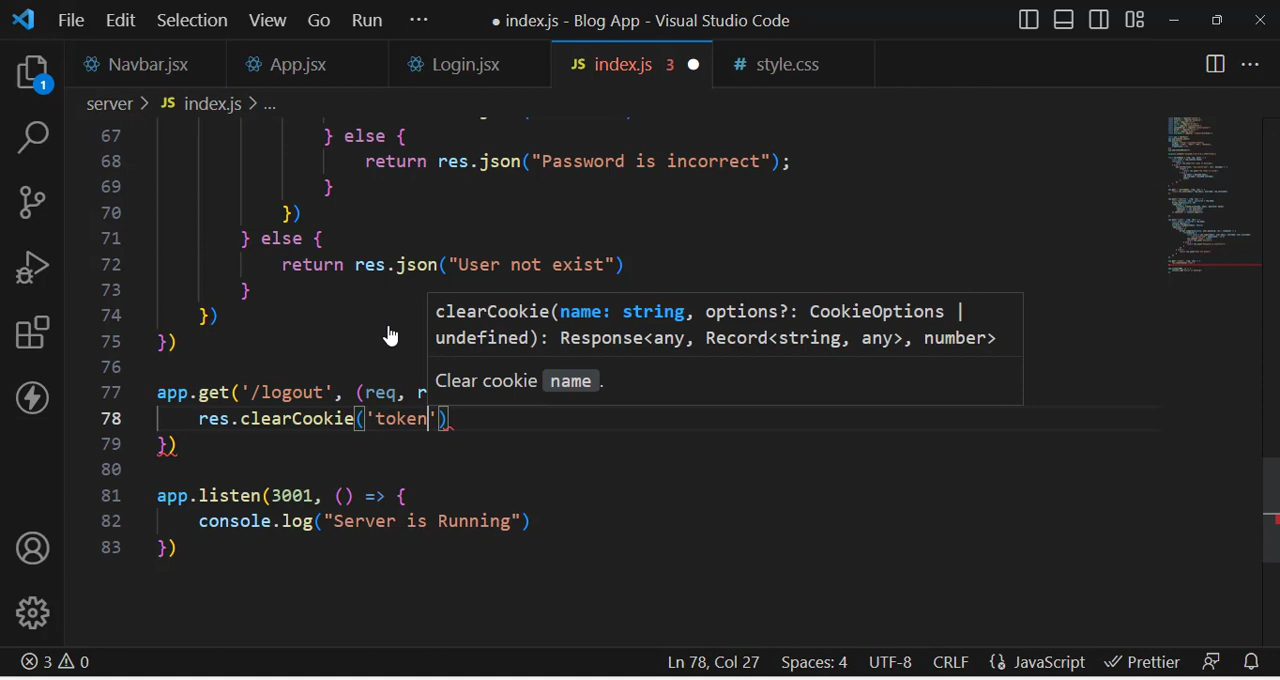 File Edit Selection View Go Run ··· ● index.js - Blog App - Visual Studio Code
Navbar.jsx App.jsx Login.jsx JS index.js 3 ● # style.css ···
1
server > JS index.js > ...
67 } else {
68 return res.json("Password is incorrect");
69 }
70 })
71 } else {
72 return res.json("User not exist")
73 }
74 })
75 })
76
77 app.get('/logout', (req, r
78 res.clearCookie('token')
79 })
80
81 app.listen(3001, () => {
82 console.log("Server is Running")
83 })
clearCookie(name: string, options?: CookieOptions |
undefined): Response<any, Record<string, any>, number>
Clear cookie name.
3 0 Ln 78, Col 27 Spaces: 4 UTF-8 CRLF {} JavaScript Prettier